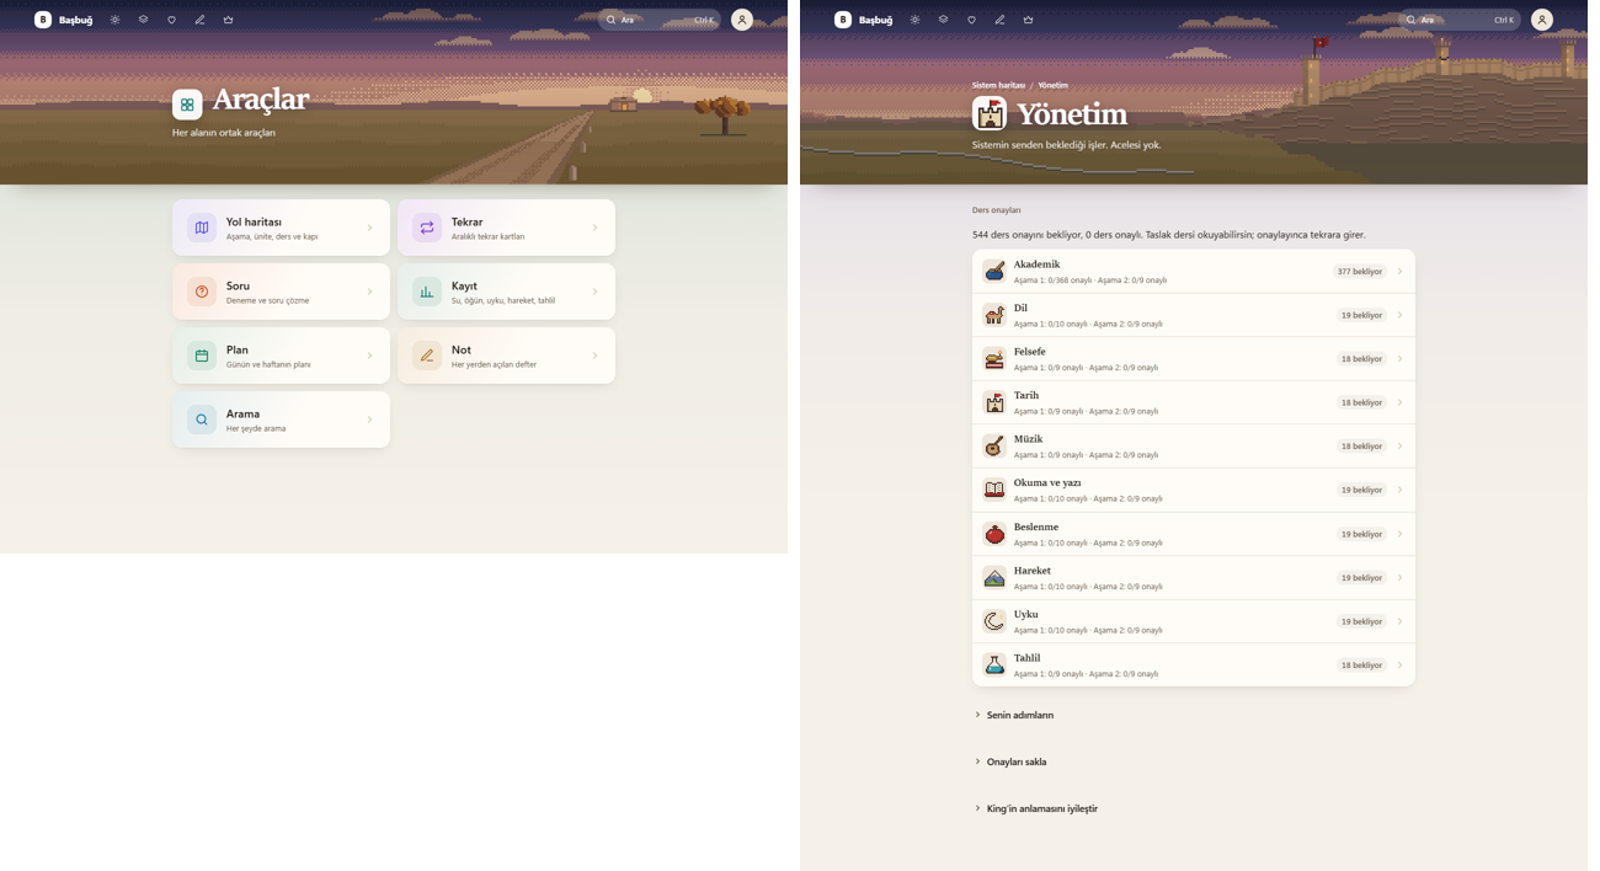 B Başbuğ
Ara Ctrl K
Araçlar
Her alanın ortak araçları
Yol haritası
Aşama, ünite, ders ve kapı
Tekrar
Aralıklı tekrar kartları
Soru
Deneme ve soru çözme
Kayıt
Su, öğün, uyku, hareket, tahlil
Plan
Günün ve haftanın planı
Not
Her yerden açılan defter
Arama
Her şeyde arama
B Başbuğ
Ara Ctrl K
Sistem haritası / Yönetim
Yönetim
Sistemin senden beklediği işler. Acelesi yok.
Ders onayları
544 ders onayını bekliyor, 0 ders onaylı. Taslak dersi okuyabilirsin; onaylayınca tekrara girer.
Akademik
Aşama 1: 0/368 onaylı · Aşama 2: 0/9 onaylı
377 bekliyor
Dil
Aşama 1: 0/10 onaylı · Aşama 2: 0/9 onaylı
19 bekliyor
Felsefe
Aşama 1: 0/9 onaylı · Aşama 2: 0/9 onaylı
18 bekliyor
Tarih
Aşama 1: 0/9 onaylı · Aşama 2: 0/9 onaylı
18 bekliyor
Müzik
Aşama 1: 0/9 onaylı · Aşama 2: 0/9 onaylı
18 bekliyor
Okuma ve yazı
Aşama 1: 0/10 onaylı · Aşama 2: 0/9 onaylı
19 bekliyor
Beslenme
Aşama 1: 0/10 onaylı · Aşama 2: 0/9 onaylı
19 bekliyor
Hareket
Aşama 1: 0/10 onaylı · Aşama 2: 0/9 onaylı
19 bekliyor
Uyku
Aşama 1: 0/10 onaylı · Aşama 2: 0/9 onaylı
19 bekliyor
Tahlil
Aşama 1: 0/9 onaylı · Aşama 2: 0/9 onaylı
18 bekliyor
Senin adımların
Onayları sakla
King'in anlamasını iyileştir